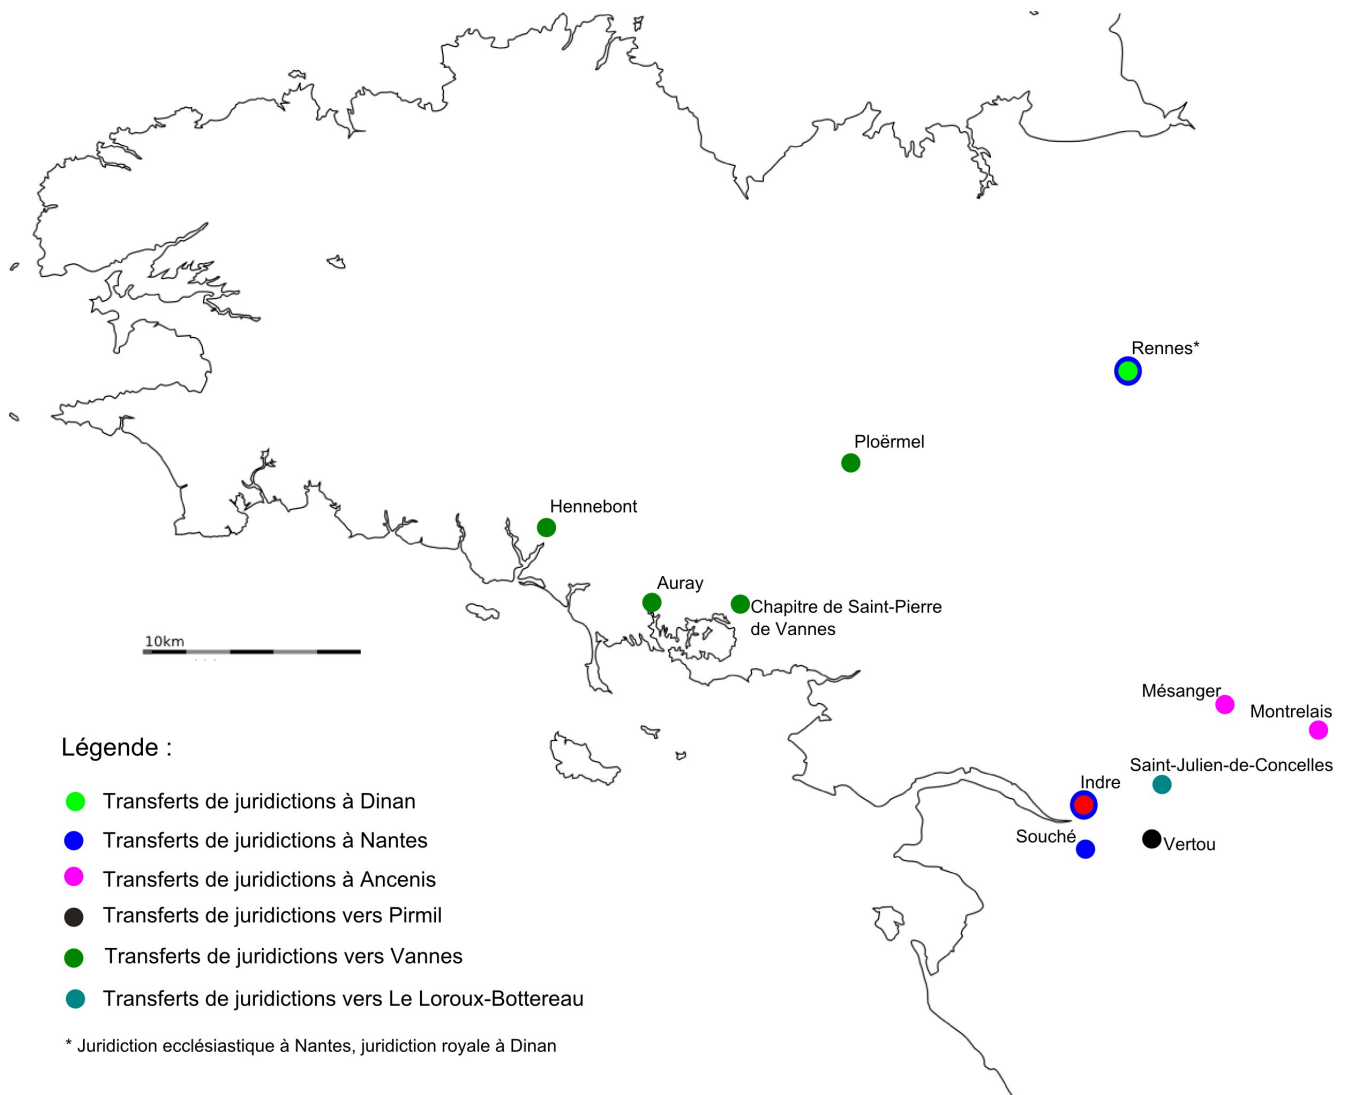 Rennes*
Ploërmel
Hennebont
Auray
Chapitre de Saint-Pierre
de Vannes
10km
Mésanger
Montrelais
Saint-Julien-de-Concelles
Indre
Souché
Vertou
Légende :
Transferts de juridictions à Dinan
Transferts de juridictions à Nantes
Transferts de juridictions à Ancenis
Transferts de juridictions vers Pirmil
Transferts de juridictions vers Vannes
Transferts de juridictions vers Le Loroux-Bottereau
* Juridiction ecclésiastique à Nantes, juridiction royale à Dinan